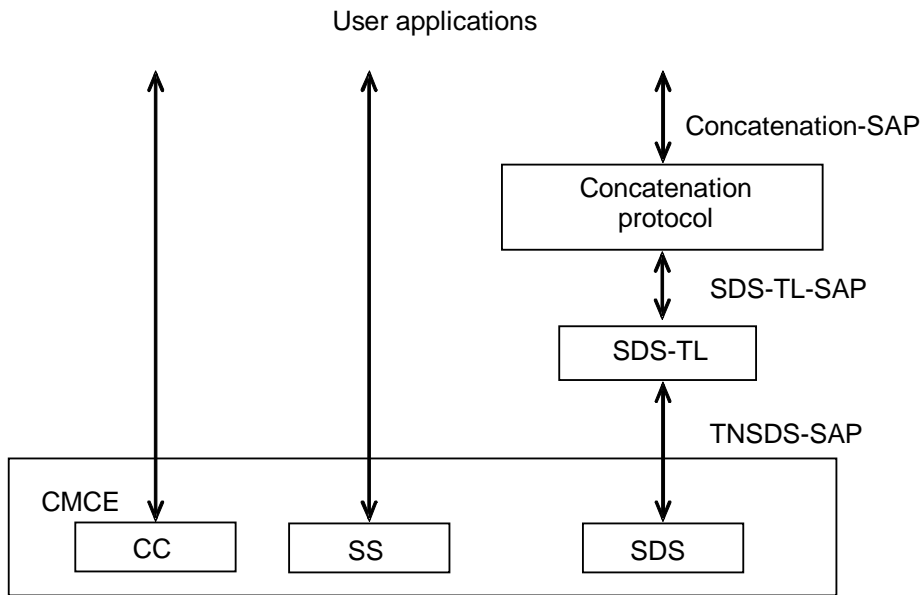 User applications
Concatenation-SAP
Concatenation
protocol
SDS-TL-SAP
SDS-TL
TNSDS-SAP
CMCE
CC
SS
SDS